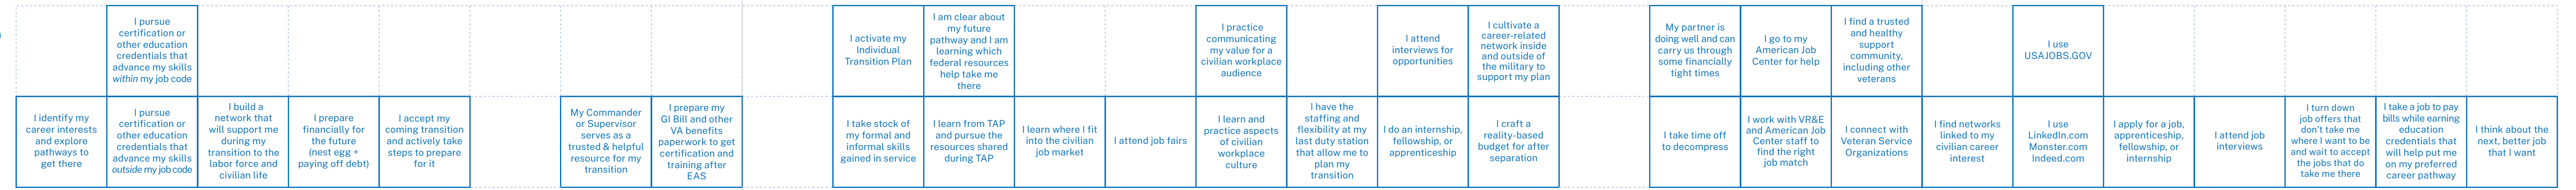 I pursue
certification or
other education
credentials that
advance my skills
within my job code
I activate my
Individual
Transition Plan
I am clear about
my future
pathway and I am
learning which
federal resources
help take me
there
I practice
communicating
my value for a
civilian workplace
audience
I attend
interviews for
opportunities
I cultivate a
career-related
network inside
and outside of
the military to
support my plan
My partner is
doing well and can
carry us through
some financially
tight times
I go to my
American Job
Center for help
I find a trusted
and healthy
support
community,
including other
veterans
I use
USAJOBS.GOV
I identify my
career interests
and explore
pathways to
get there
I pursue
certification or
other education
credentials that
advance my skills
outside my job code
I build a
network that
will support me
during my
transition to the
labor force and
civilian life
I prepare
financially for
the future
(nest egg +
paying off debt)
I accept my
coming transition
and actively take
steps to prepare
for it
My Commander
or Supervisor
serves as a
trusted & helpful
resource for my
transition
I prepare my
GI Bill and other
VA benefits
paperwork to get
certification and
training after
EAS
I take stock of
my formal and
informal skills
gained in service
I learn from TAP
and pursue the
resources shared
during TAP
I learn where I fit
into the civilian
job market
I attend job fairs
I learn and
practice aspects
of civilian
workplace
culture
I have the
staffing and
flexibility at my
last duty station
that allow me to
plan my
transition
I do an internship,
fellowship, or
apprenticeship
I craft a
reality-based
budget for after
separation
I take time off
to decompress
I work with VR&E
and American Job
Center staff to
find the right
job match
I connect with
Veteran Service
Organizations
I find networks
linked to my
civilian career
interest
I use
LinkedIn.com
Monster.com
Indeed.com
I apply for a job,
apprenticeship,
fellowship, or
internship
I attend job
interviews
I turn down
job offers that
don't take me
where I want to be
and wait to accept
the jobs that do
take me there
I take a job to pay
bills while earning
education
credentials that
will help put me
on my preferred
career pathway
I think about the
next, better job
that I want